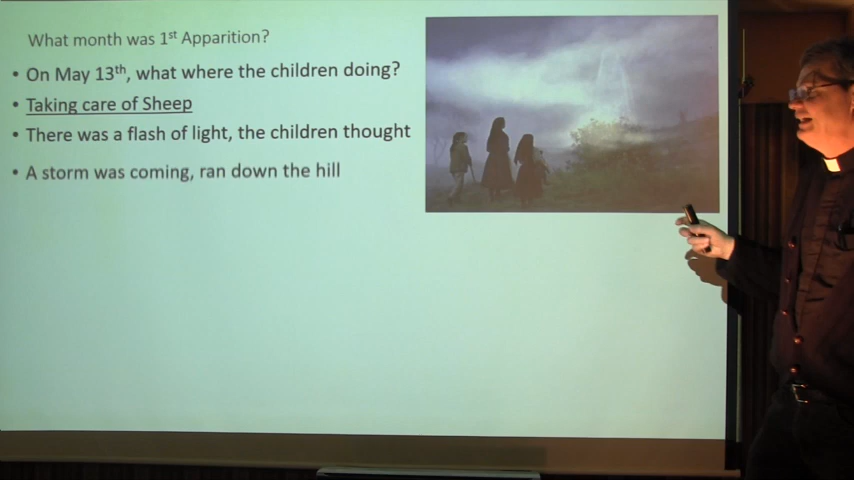 What month was 1st Apparition?
• On May 13th, what where the children doing?
• Taking care of Sheep
• There was a flash of light, the children thought
• A storm was coming, ran down the hill